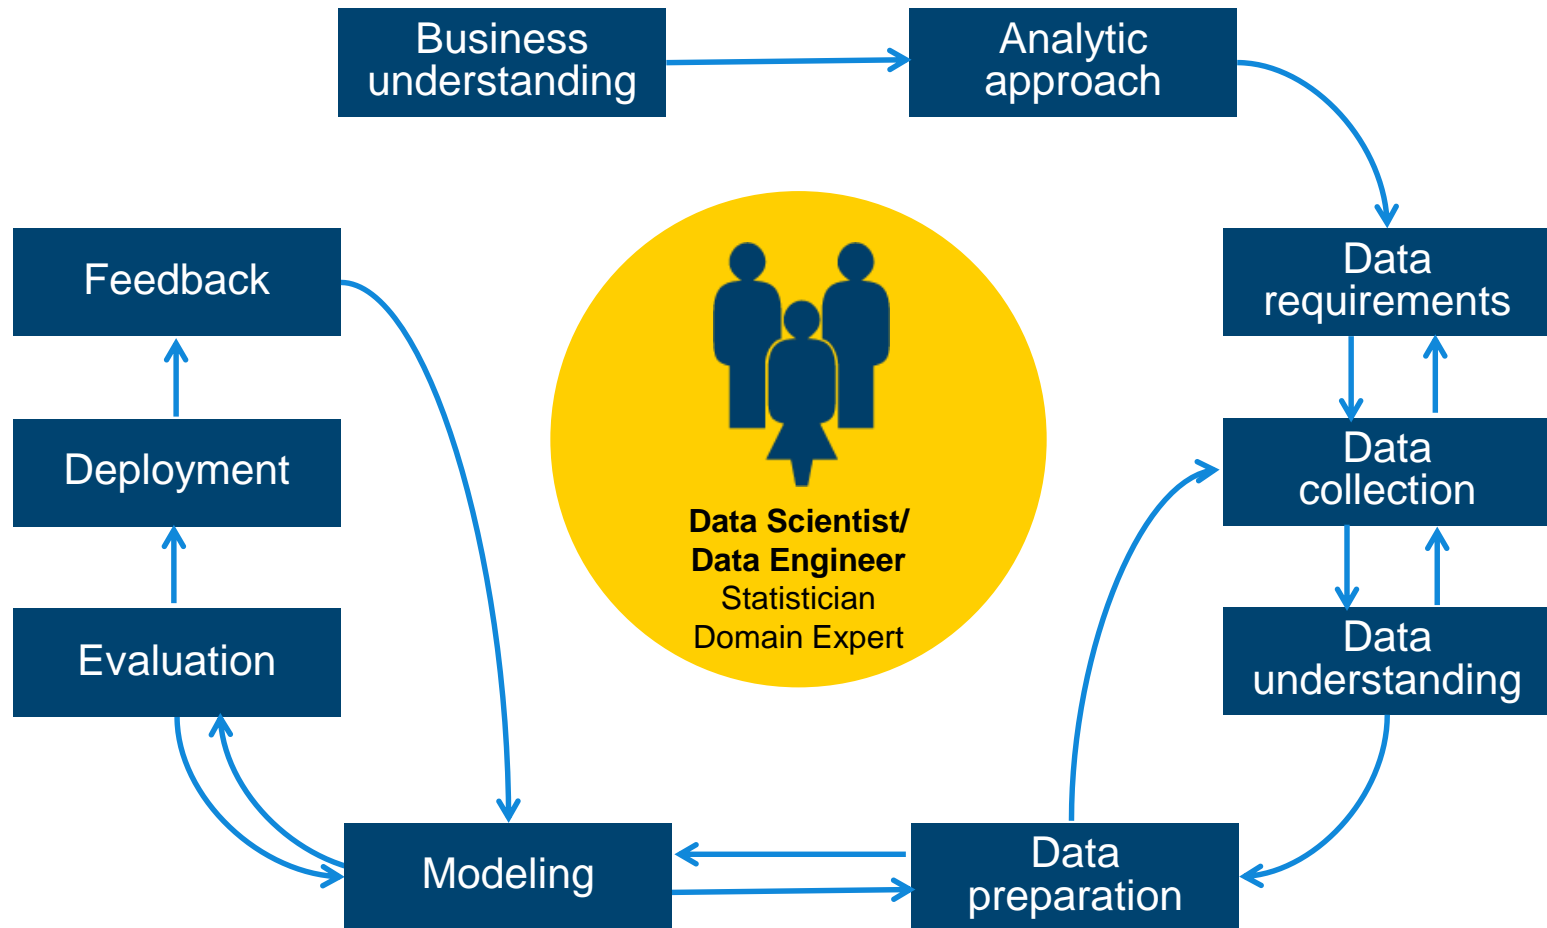 Business
understanding
Analytic
approach
Feedback
Data
requirements
Deployment
Data
collection
Data Scientist/
Data Engineer
Statistician
Domain Expert
Evaluation
Data
understanding
Modeling
Data
preparation